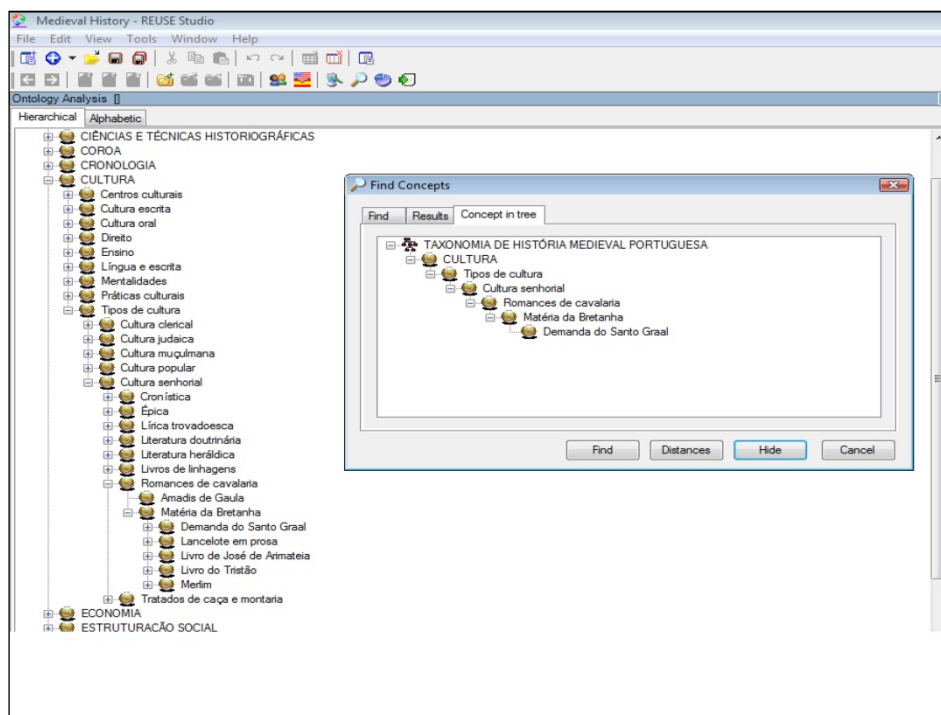 Medieval History - REUSE Studio
File Edit View Tools Window Help
Ontology Analysis []
Hierarchical Alphabetic
CIÊNCIAS E TÉCNICAS HISTORIOGRÁFICAS
COROA
CRONOLOGIA
CULTURA
Centros culturais
Cultura escrita
Cultura oral
Direito
Ensino
Língua e escrita
Mentalidades
Práticas culturais
Tipos de cultura
Cultura clerical
Cultura judaica
Cultura muçulmana
Cultura popular
Cultura senhorial
Cronística
Épica
Lírica trovadoesca
Literatura doutrinária
Literatura heráldica
Livros de linhagens
Romances de cavalaria
Amadis de Gaula
Matéria da Bretanha
Demanda do Santo Graal
Lancelote em prosa
Livro de José de Arimateia
Livro do Tristão
Merlim
Tratados de caça e montaria
ECONOMIA
ESTRUTURAÇÃO SOCIAL
Find Concepts
Find Results Concept in tree
TAXONOMIA DE HISTÓRIA MEDIEVAL PORTUGUESA
CULTURA
Tipos de cultura
Cultura senhorial
Romances de cavalaria
Matéria da Bretanha
Demanda do Santo Graal
Find Distances Hide Cancel